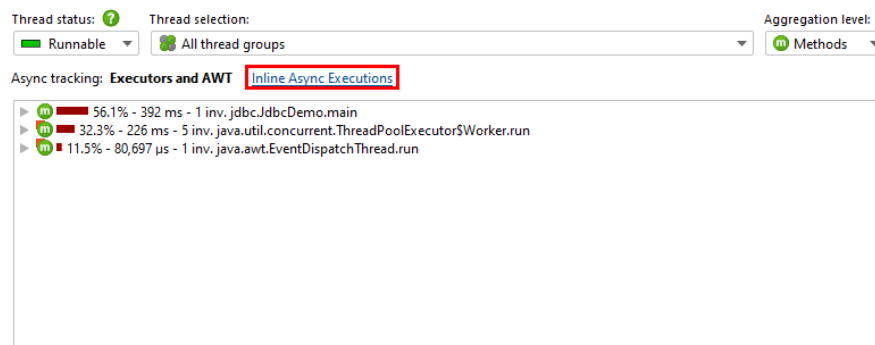 Thread status: ? Thread selection: Aggregation level:
Runnable All thread groups m Methods
Async tracking: Executors and AWT Inline Async Executions
m 56.1% - 392 ms - 1 inv. jdbc.JdbcDemo.main
m 32.3% - 226 ms - 5 inv. java.util.concurrent.ThreadPoolExecutor$Worker.run
m 11.5% - 80,697 µs - 1 inv. java.awt.EventDispatchThread.run